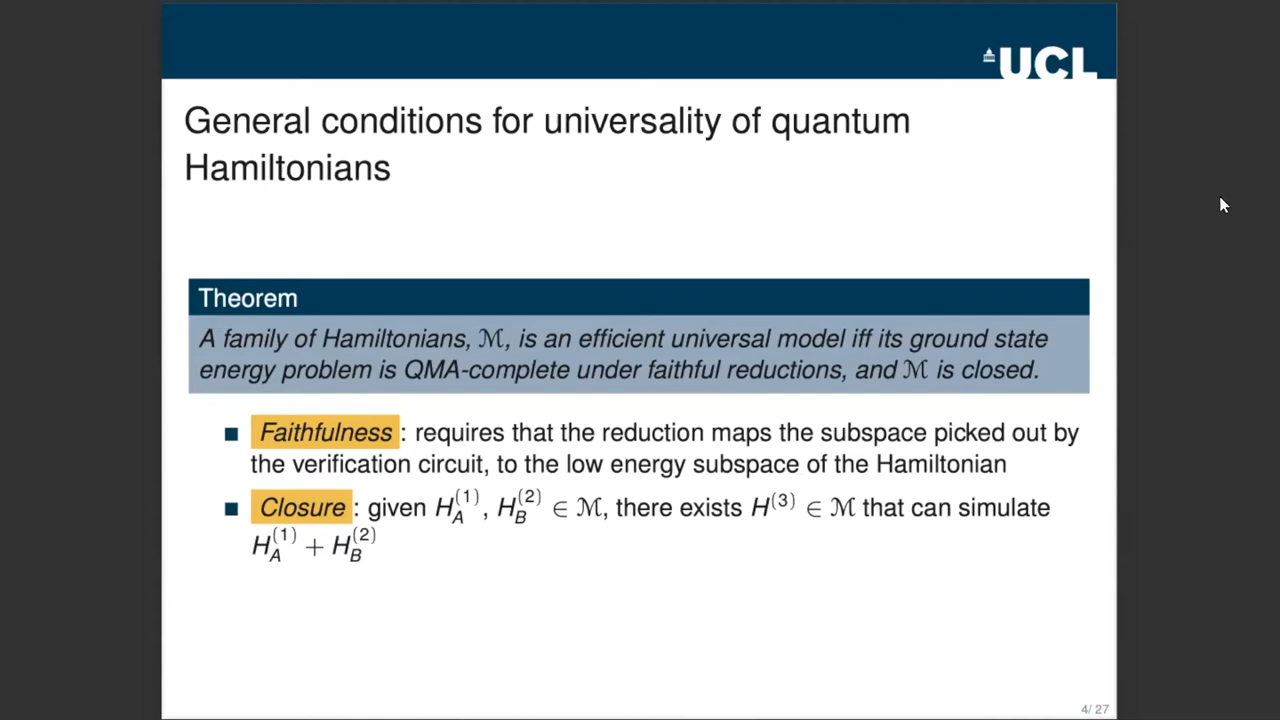 UCL
General conditions for universality of quantum
Hamiltonians
Theorem
A family of Hamiltonians, ℳ, is an efficient universal model iff its ground state
energy problem is QMA-complete under faithful reductions, and ℳ is closed.
Faithfulness : requires that the reduction maps the subspace picked out by
the verification circuit, to the low energy subspace of the Hamiltonian
Closure : given H_A^{(1)}, H_B^{(2)} ∈ ℳ, there exists H^{(3)} ∈ ℳ that can simulate
H_A^{(1)} + H_B^{(2)}
4/ 27